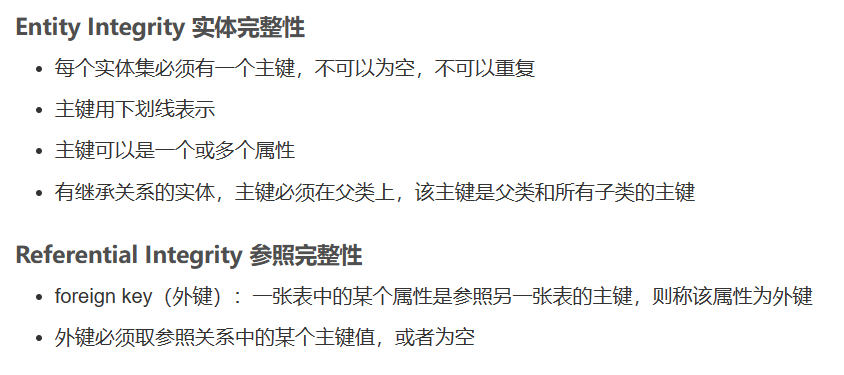 Entity Integrity 实体完整性
每个实体集必须有一个主键，不可以为空，不可以重复
主键用下划线表示
主键可以是一个或多个属性
有继承关系的实体，主键必须在父类上，该主键是父类和所有子类的主键
Referential Integrity 参照完整性
foreign key（外键）：一张表中的某个属性是参照另一张表的主键，则称该属性为外键
外键必须取参照关系中的某个主键值，或者为空